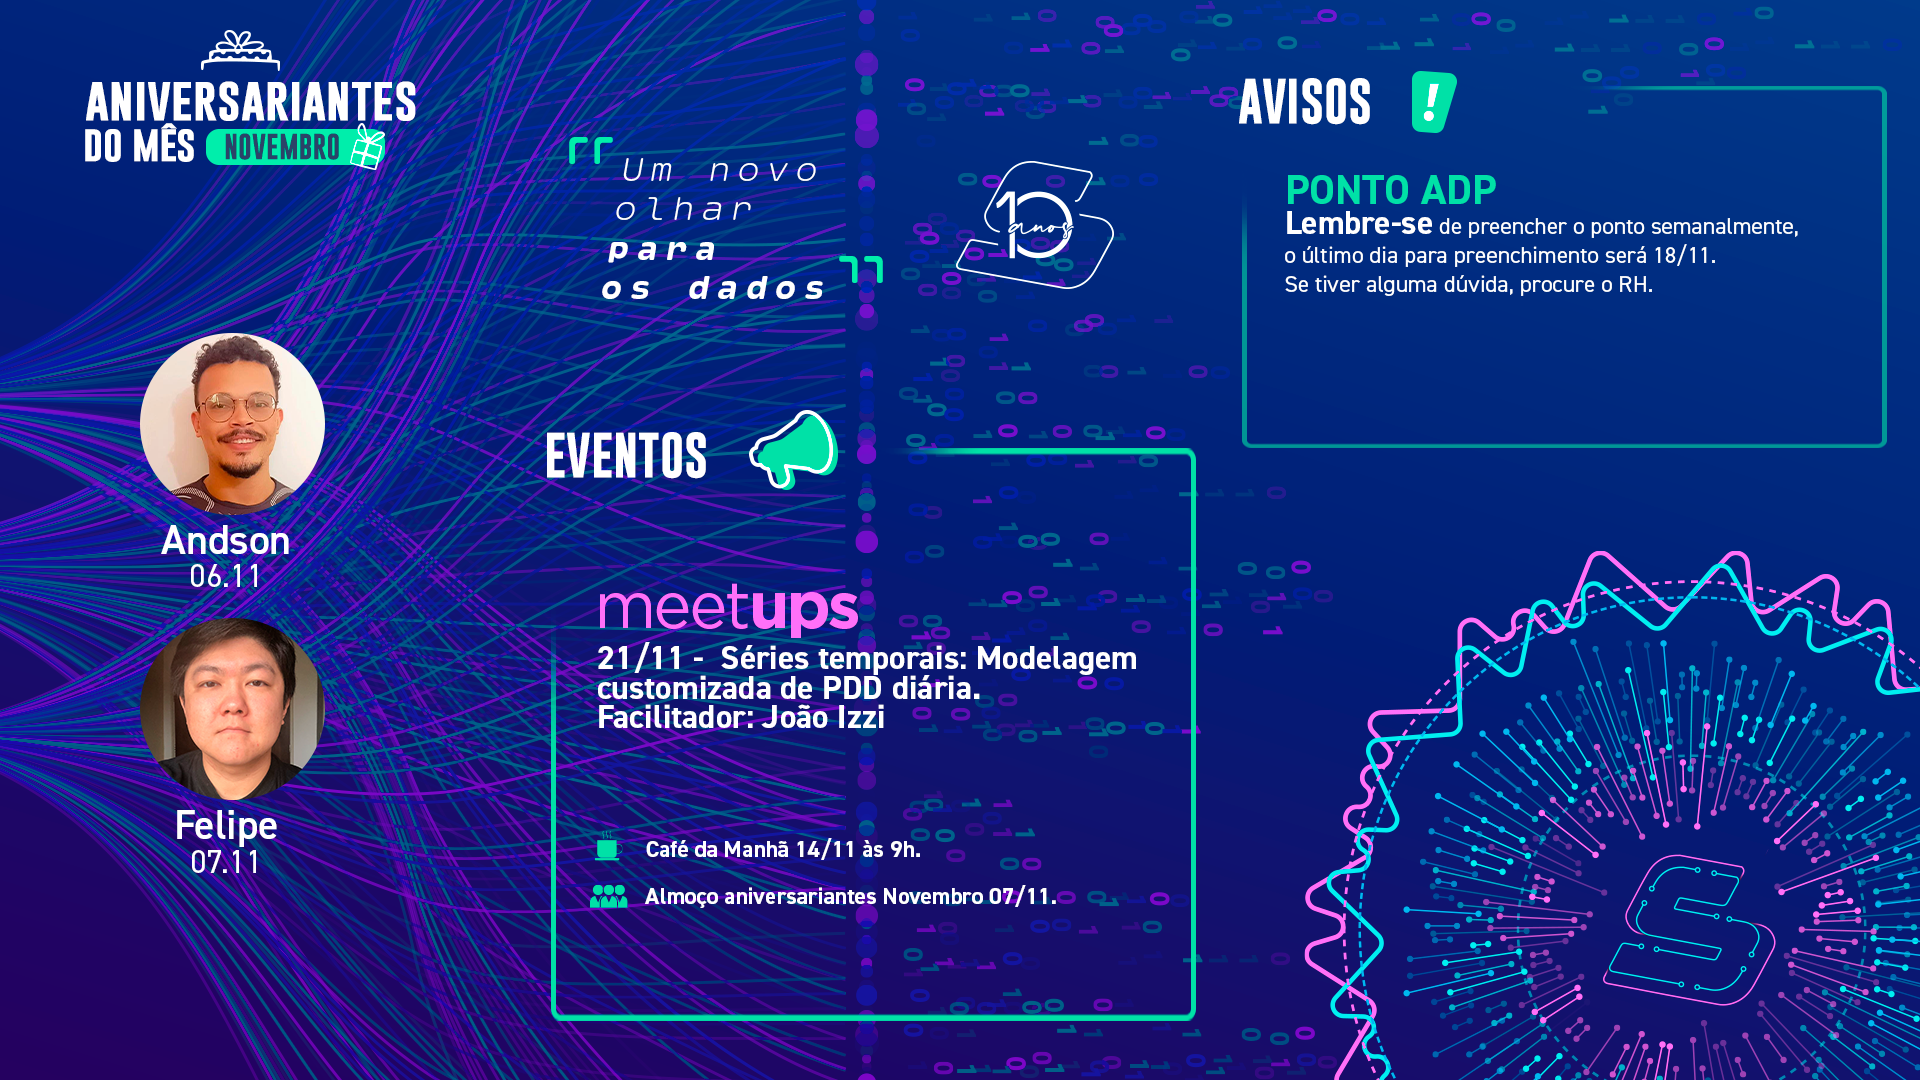 ANIVERSARIANTES
DO MÊS NOVEMBRO
Andson
06.11
Felipe
07.11
Um novo
olhar
para
os dados
10
anos
EVENTOS
meetups
21/11 - Séries temporais: Modelagem
customizada de PDD diária.
Facilitador: João Izzi
Café da Manhã 14/11 às 9h.
Almoço aniversariantes Novembro 07/11.
AVISOS !
PONTO ADP
Lembre-se de preencher o ponto semanalmente,
o último dia para preenchimento será 18/11.
Se tiver alguma dúvida, procure o RH.